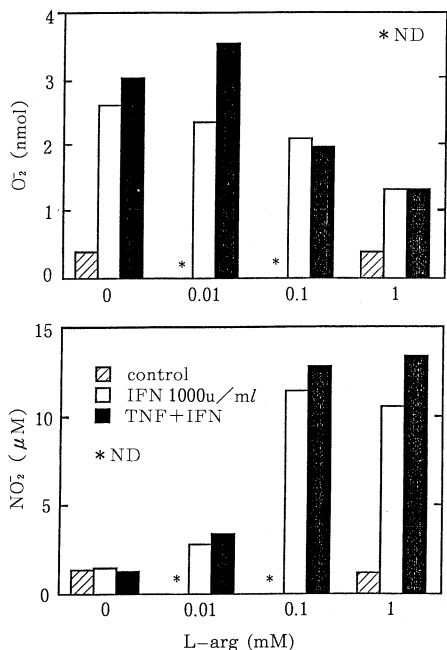 4
* ND
3
2
1
0
O₂⁻ (nmol)
0 0.01 0.1 1
* *
15
control
IFN 1000u/ml
TNF+IFN
* ND
10
5
0
NO₂⁻ (μM)
* *
0 0.01 0.1 1
L-arg (mM)